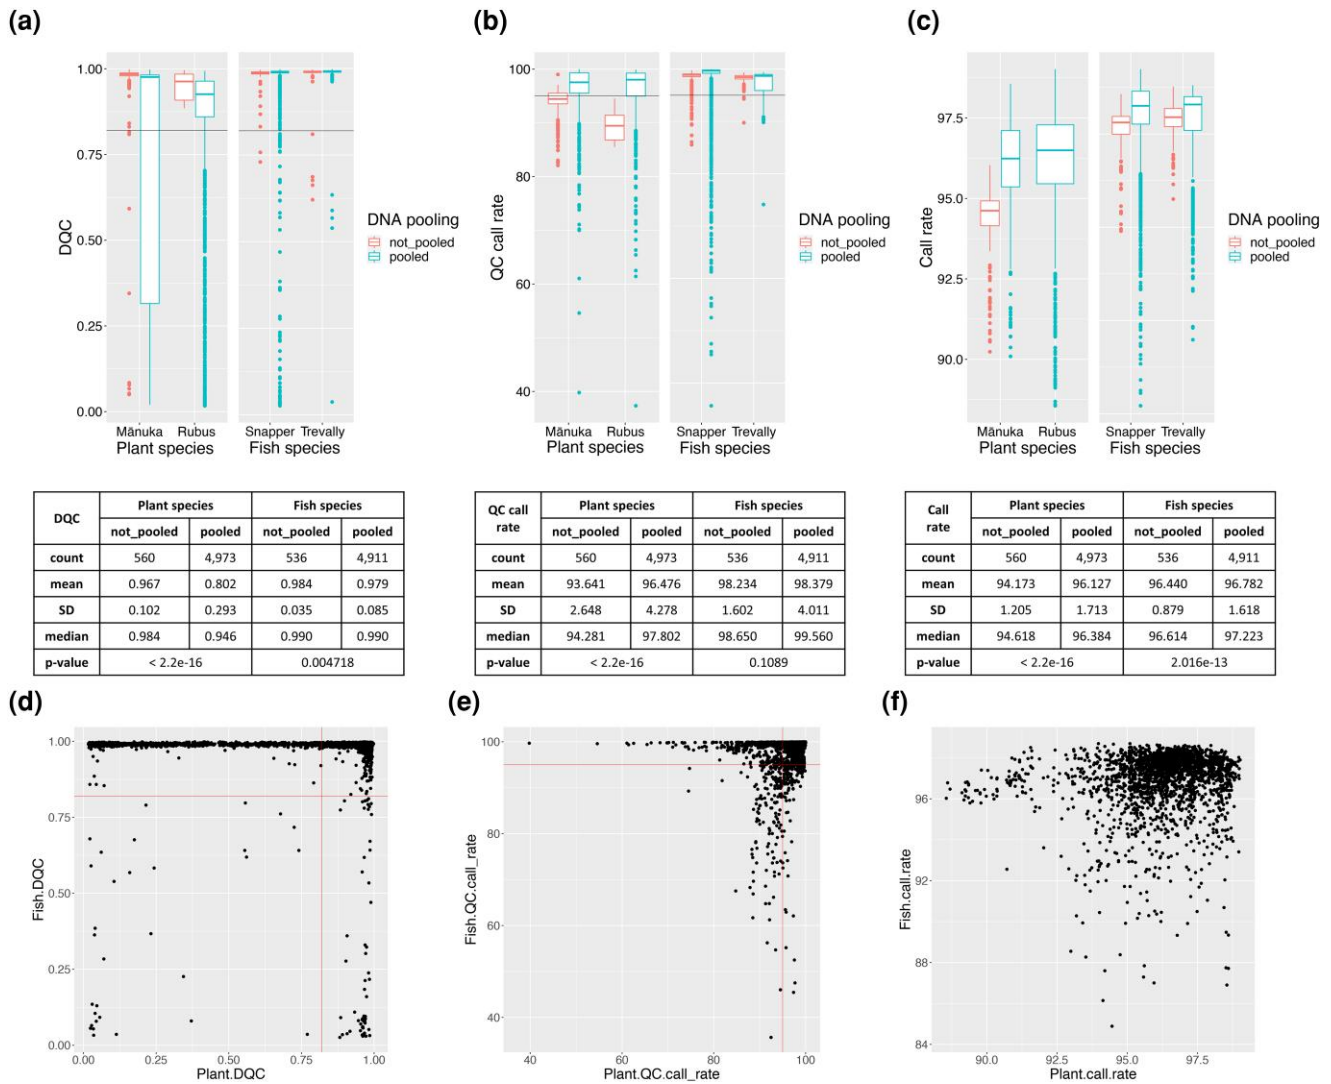 (a)
(b)
(c)
1.00
0.75
0.50
0.25
0.00
DQC
Mānuka Rubus
Plant species
Snapper Trevally
Fish species
DNA pooling
not_pooled
pooled
100
80
60
40
QC call rate
Mānuka Rubus
Plant species
Snapper Trevally
Fish species
DNA pooling
not_pooled
pooled
97.5
95.0
92.5
90.0
Call rate
Mānuka Rubus
Plant species
Snapper Trevally
Fish species
DNA pooling
not_pooled
pooled
DQC Plant species Fish species
not_pooled pooled not_pooled pooled
count 560 4,973 536 4,911
mean 0.967 0.802 0.984 0.979
SD 0.102 0.293 0.035 0.085
median 0.984 0.946 0.990 0.990
p-value < 2.2e-16 0.004718
QC call rate Plant species Fish species
not_pooled pooled not_pooled pooled
count 560 4,973 536 4,911
mean 93.641 96.476 98.234 98.379
SD 2.648 4.278 1.602 4.011
median 94.281 97.802 98.650 99.560
p-value < 2.2e-16 0.1089
Call rate Plant species Fish species
not_pooled pooled not_pooled pooled
count 560 4,973 536 4,911
mean 94.173 96.127 96.440 96.782
SD 1.205 1.713 0.879 1.618
median 94.618 96.384 96.614 97.223
p-value < 2.2e-16 2.016e-13
(d)
(e)
(f)
1.00
0.75
0.50
0.25
0.00
Fish.DQC
0.00 0.25 0.50 0.75 1.00
Plant.DQC
100
80
60
40
Fish.QC.call_rate
40 60 80 100
Plant.QC.call_rate
96
92
88
84
Fish.call.rate
90.0 92.5 95.0 97.5
Plant.call.rate